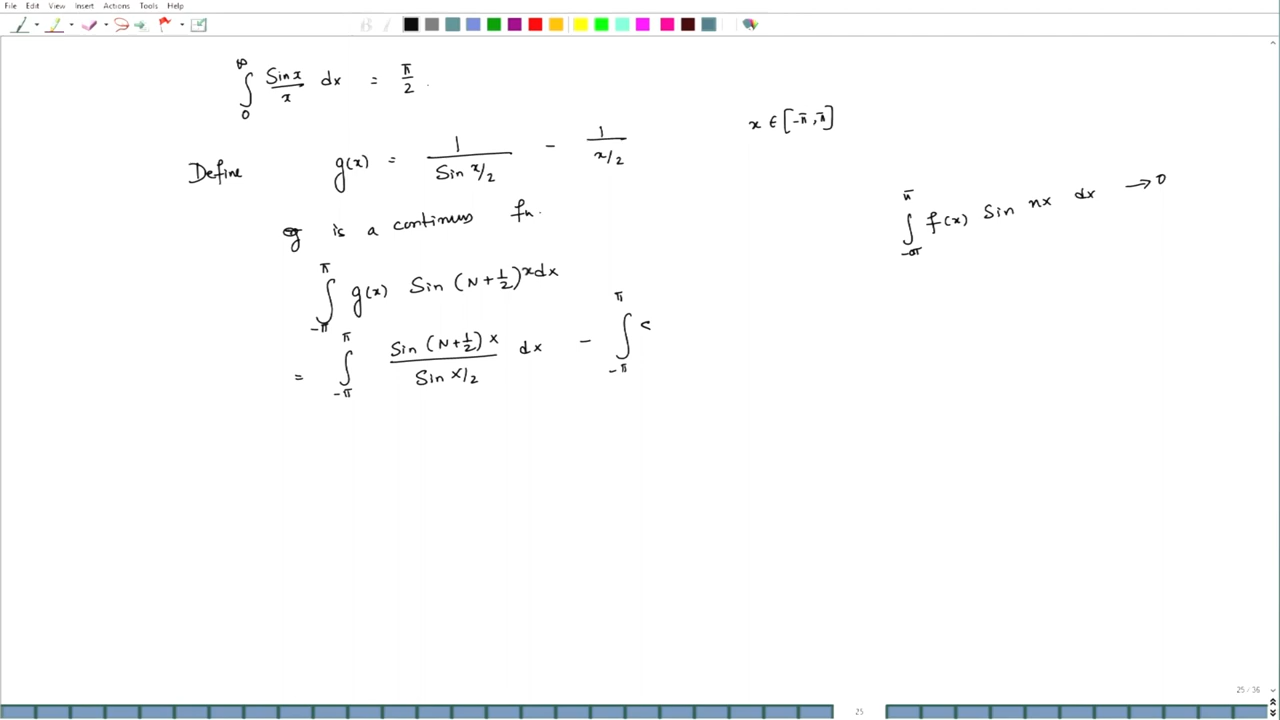 File Edit View Insert Actions Tools Help
∫₀^∞ Sin x / x dx = π/2.
x ∈ [-π, π]
Define g(x) = 1 / Sin x/2 - 1 / x/2
∫_{-π}^{π} f(x) Sin nx dx → 0
g is a continuus fn.
∫_{-π}^{π} g(x) Sin (N+1/2) x dx
= ∫_{-π}^{π} Sin (N+1/2) x / Sin x/2 dx - ∫_{-π}^{π}
25 / 36
25